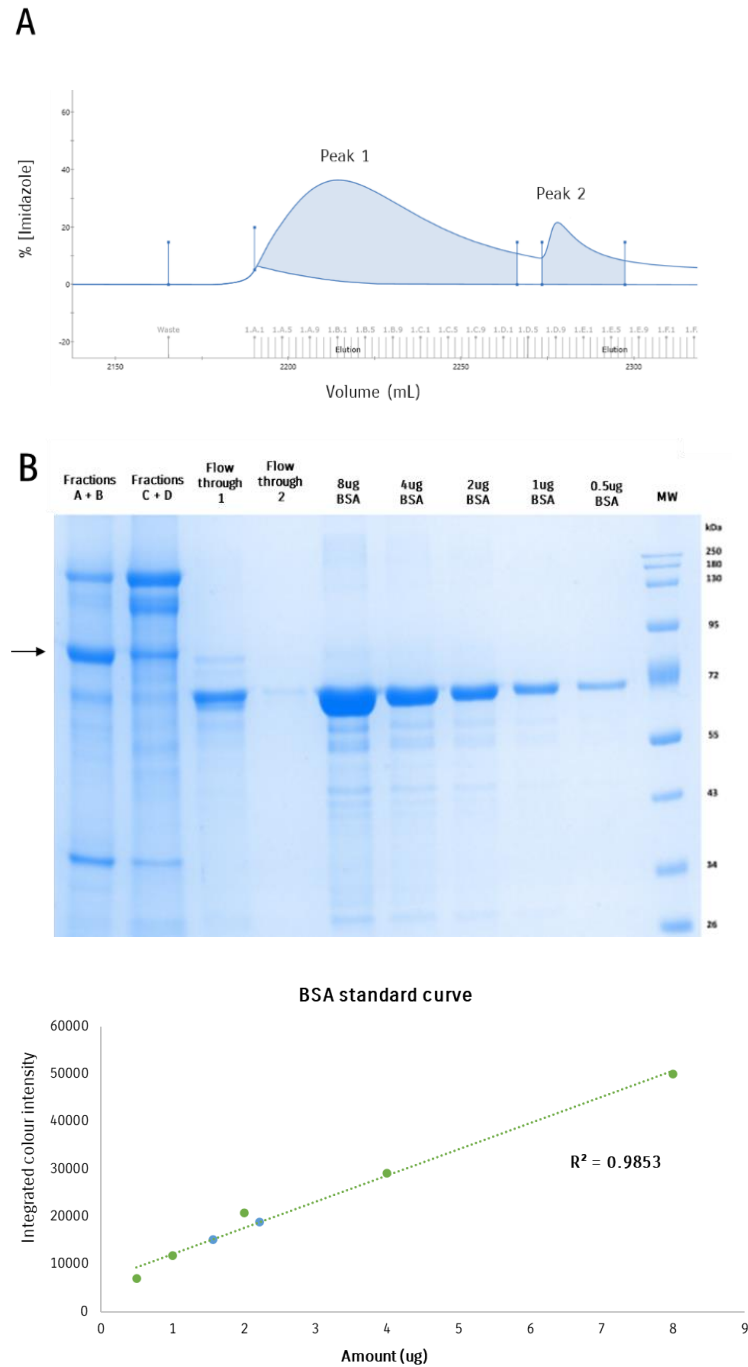 A
60
40
20
0
-20
% [Imidazole]
Peak 1
Peak 2
Waste
1.A.1 1.A.5 1.A.9 1.B.1 1.B.5 1.B.9 1.C.1 1.C.5 1.C.9 1.D.1 1.D.5 1.D.9 1.E.1 1.E.5 1.E.9 1.F.1 1.F.
Elution Elution
2150 2200 2250 2300
Volume (mL)
B
Fractions A + B
Fractions C + D
Flow through 1
Flow through 2
8ug BSA
4ug BSA
2ug BSA
1ug BSA
0.5ug BSA
MW
kDa
250
180
130
95
72
55
43
34
26
BSA standard curve
60000
50000
40000
30000
20000
10000
0
Integrated colour intensity
R² = 0.9853
0 1 2 3 4 5 6 7 8 9
Amount (ug)